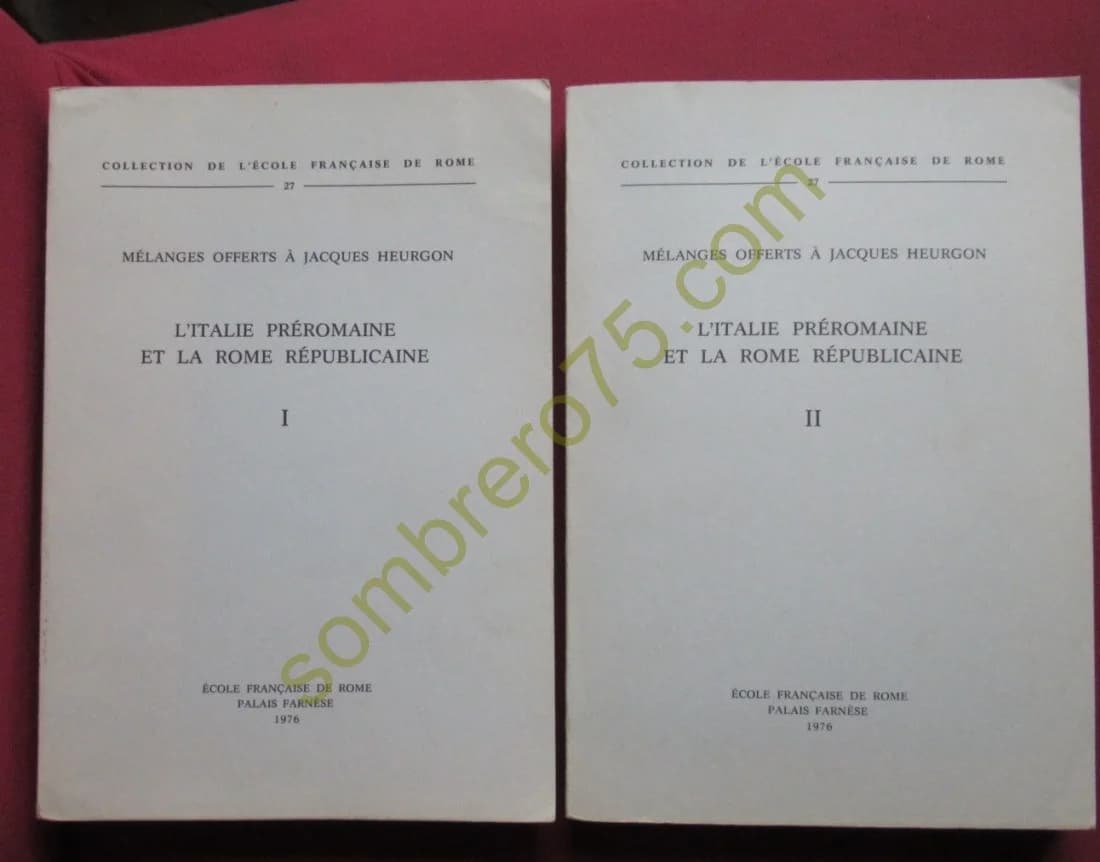 COLLECTION DE L'ÉCOLE FRANÇAISE DE ROME
27
MÉLANGES OFFERTS À JACQUES HEURGON
L'ITALIE PRÉROMAINE
ET LA ROME RÉPUBLICAINE
I
ÉCOLE FRANÇAISE DE ROME
PALAIS FARNÈSE
1976
COLLECTION DE L'ÉCOLE FRANÇAISE DE ROME
27
MÉLANGES OFFERTS À JACQUES HEURGON
L'ITALIE PRÉROMAINE
ET LA ROME RÉPUBLICAINE
II
ÉCOLE FRANÇAISE DE ROME
PALAIS FARNÈSE
1976
sombrero75.com